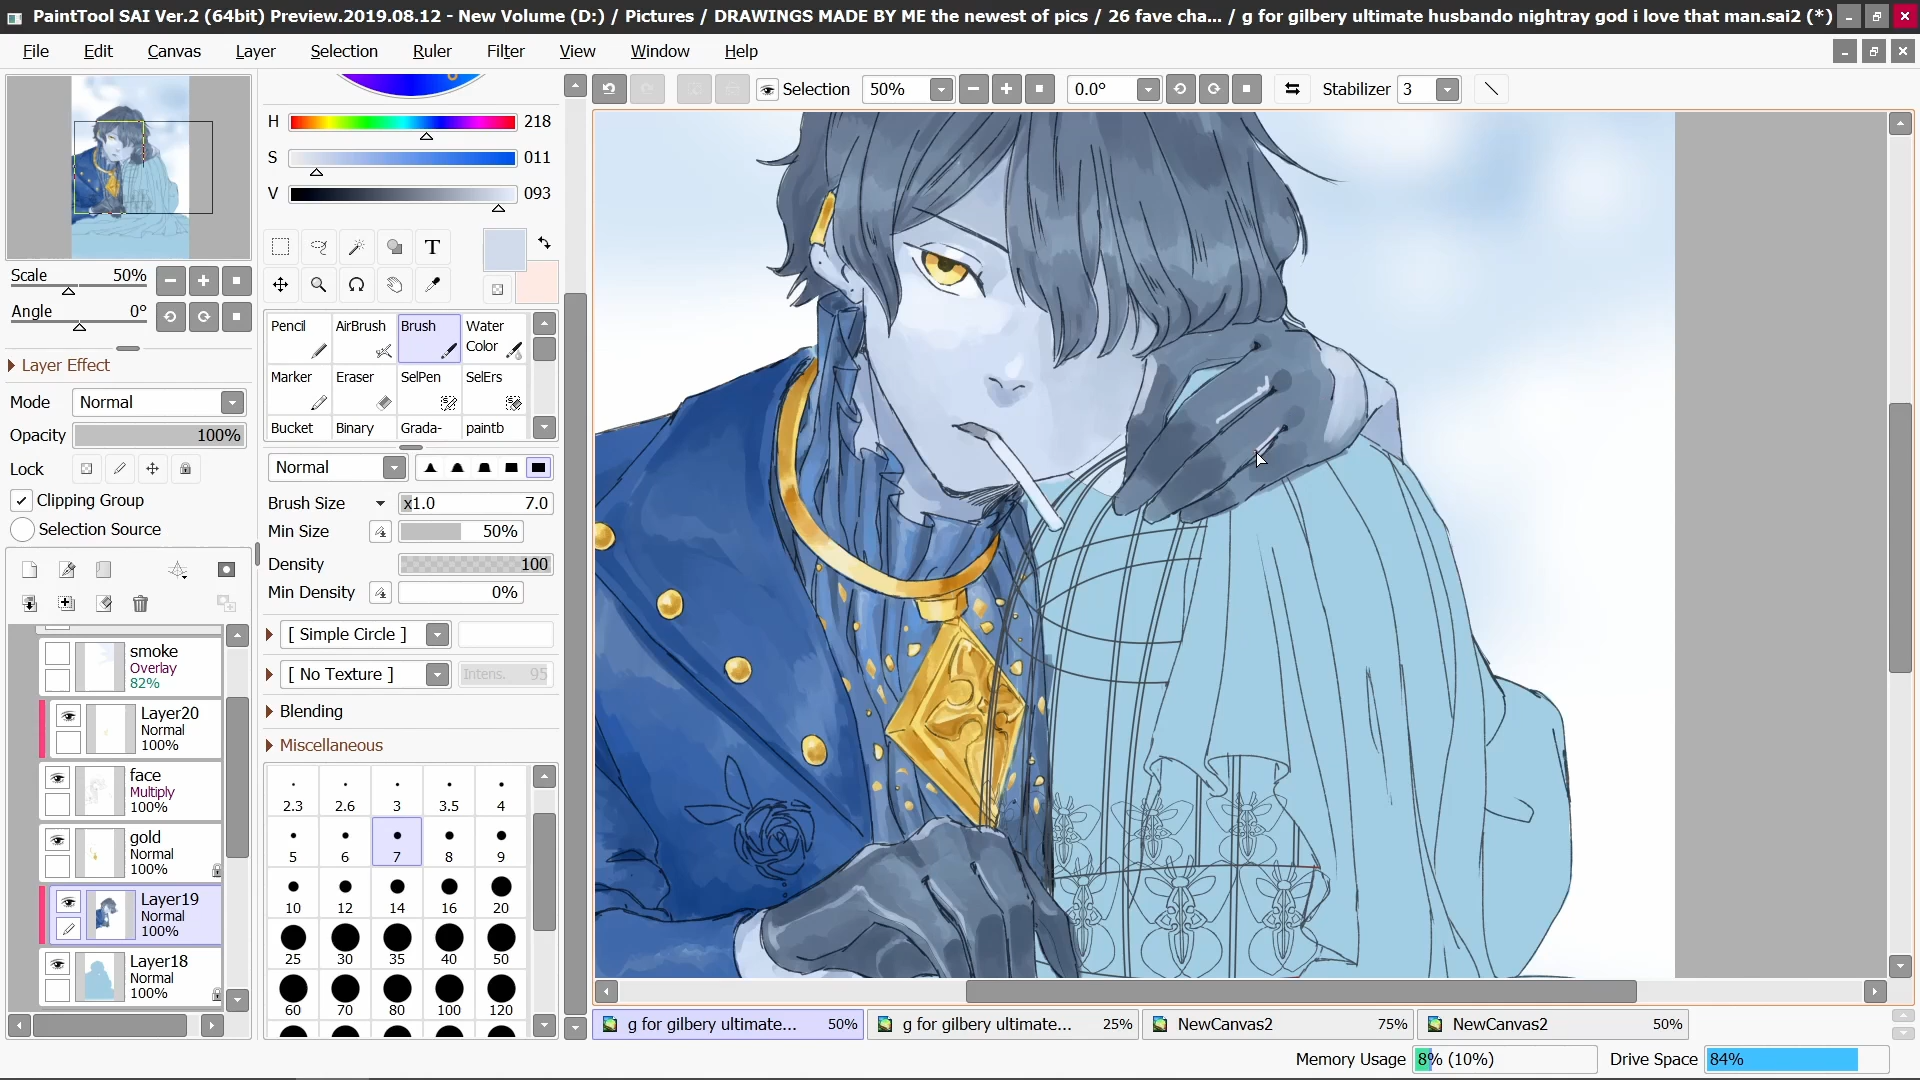 PaintTool SAI Ver.2 (64bit) Preview.2019.08.12 - New Volume (D:) / Pictures / DRAWINGS MADE BY ME the newest of pics / 26 fave cha... / g for gilbery ultimate husbando nightray god i love that man.sai2 (*)
File Edit Canvas Layer Selection Ruler Filter View Window Help
Selection 50% 0.0° Stabilizer 3
H 218
S 011
V 093
T
Scale 50%
Angle 0°
Layer Effect
Mode Normal
Opacity 100%
Lock
Clipping Group
Selection Source
Pencil AirBrush Brush Water Color
Marker Eraser SelPen SelErs
Bucket Binary Grada- paintb
Normal
Brush Size x1.0 7.0
Min Size 50%
Density 100
Min Density 0%
[ Simple Circle ]
[ No Texture ] Intens. 95
Blending
Miscellaneous
2.3 2.6 3 3.5 4
5 6 7 8 9
10 12 14 16 20
25 30 35 40 50
60 70 80 100 120
smoke
Overlay
82%
Layer20
Normal
100%
face
Multiply
100%
gold
Normal
100%
Layer19
Normal
100%
Layer18
Normal
100%
g for gilbery ultimate... 50%
g for gilbery ultimate... 25%
NewCanvas2 75%
NewCanvas2 50%
Memory Usage 8% (10%) Drive Space 84%